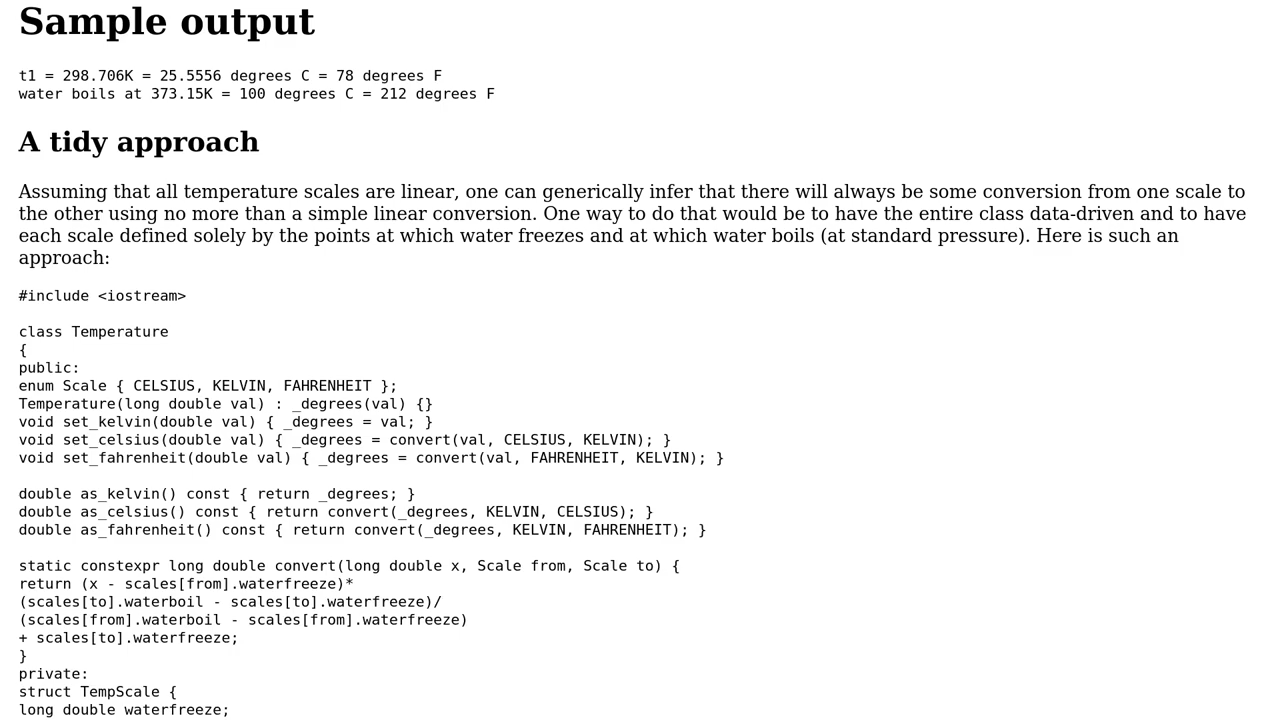 Sample output
t1 = 298.706K = 25.5556 degrees C = 78 degrees F
water boils at 373.15K = 100 degrees C = 212 degrees F
A tidy approach
Assuming that all temperature scales are linear, one can generically infer that there will always be some conversion from one scale to
the other using no more than a simple linear conversion. One way to do that would be to have the entire class data-driven and to have
each scale defined solely by the points at which water freezes and at which water boils (at standard pressure). Here is such an
approach:
#include <iostream>
class Temperature
{
public:
enum Scale { CELSIUS, KELVIN, FAHRENHEIT };
Temperature(long double val) : _degrees(val) {}
void set_kelvin(double val) { _degrees = val; }
void set_celsius(double val) { _degrees = convert(val, CELSIUS, KELVIN); }
void set_fahrenheit(double val) { _degrees = convert(val, FAHRENHEIT, KELVIN); }
double as_kelvin() const { return _degrees; }
double as_celsius() const { return convert(_degrees, KELVIN, CELSIUS); }
double as_fahrenheit() const { return convert(_degrees, KELVIN, FAHRENHEIT); }
static constexpr long double convert(long double x, Scale from, Scale to) {
return (x - scales[from].waterfreeze)*
(scales[to].waterboil - scales[to].waterfreeze)/
(scales[from].waterboil - scales[from].waterfreeze)
+ scales[to].waterfreeze;
}
private:
struct TempScale {
long double waterfreeze;